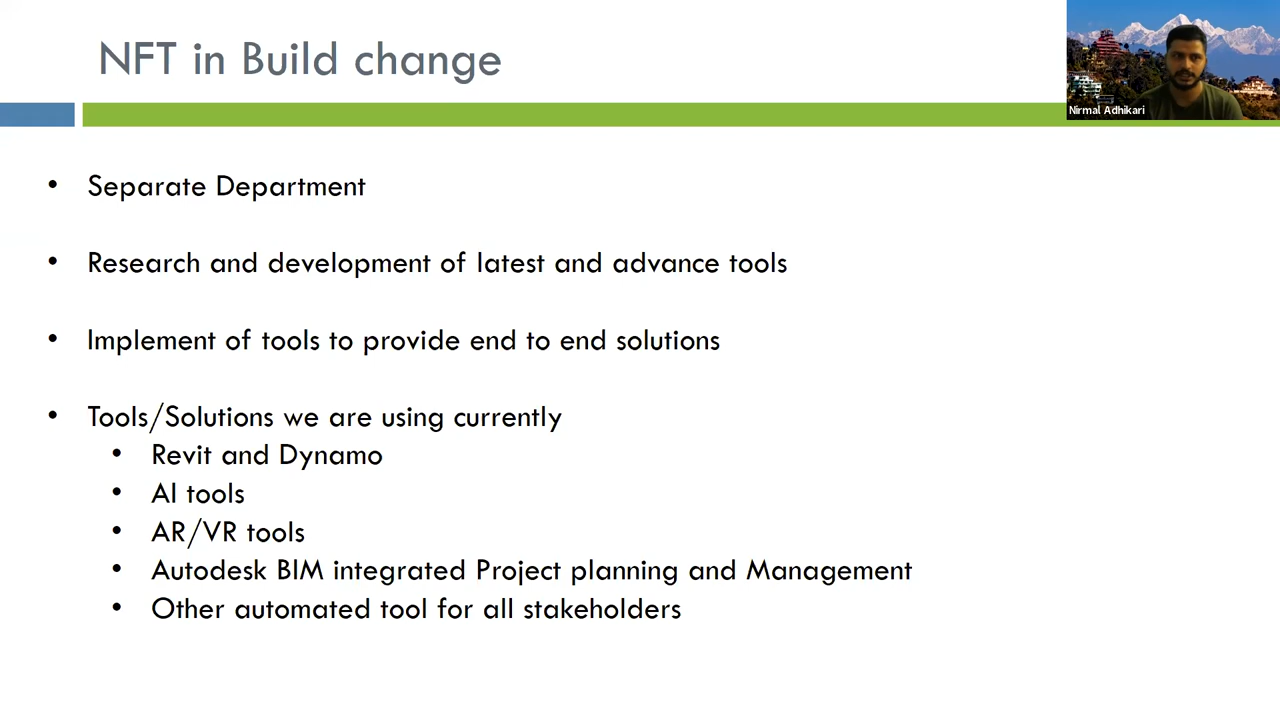 NFT in Build change
Nirmal Adhikari
• Separate Department
• Research and development of latest and advance tools
• Implement of tools to provide end to end solutions
• Tools/Solutions we are using currently
• Revit and Dynamo
• AI tools
• AR/VR tools
• Autodesk BIM integrated Project planning and Management
• Other automated tool for all stakeholders